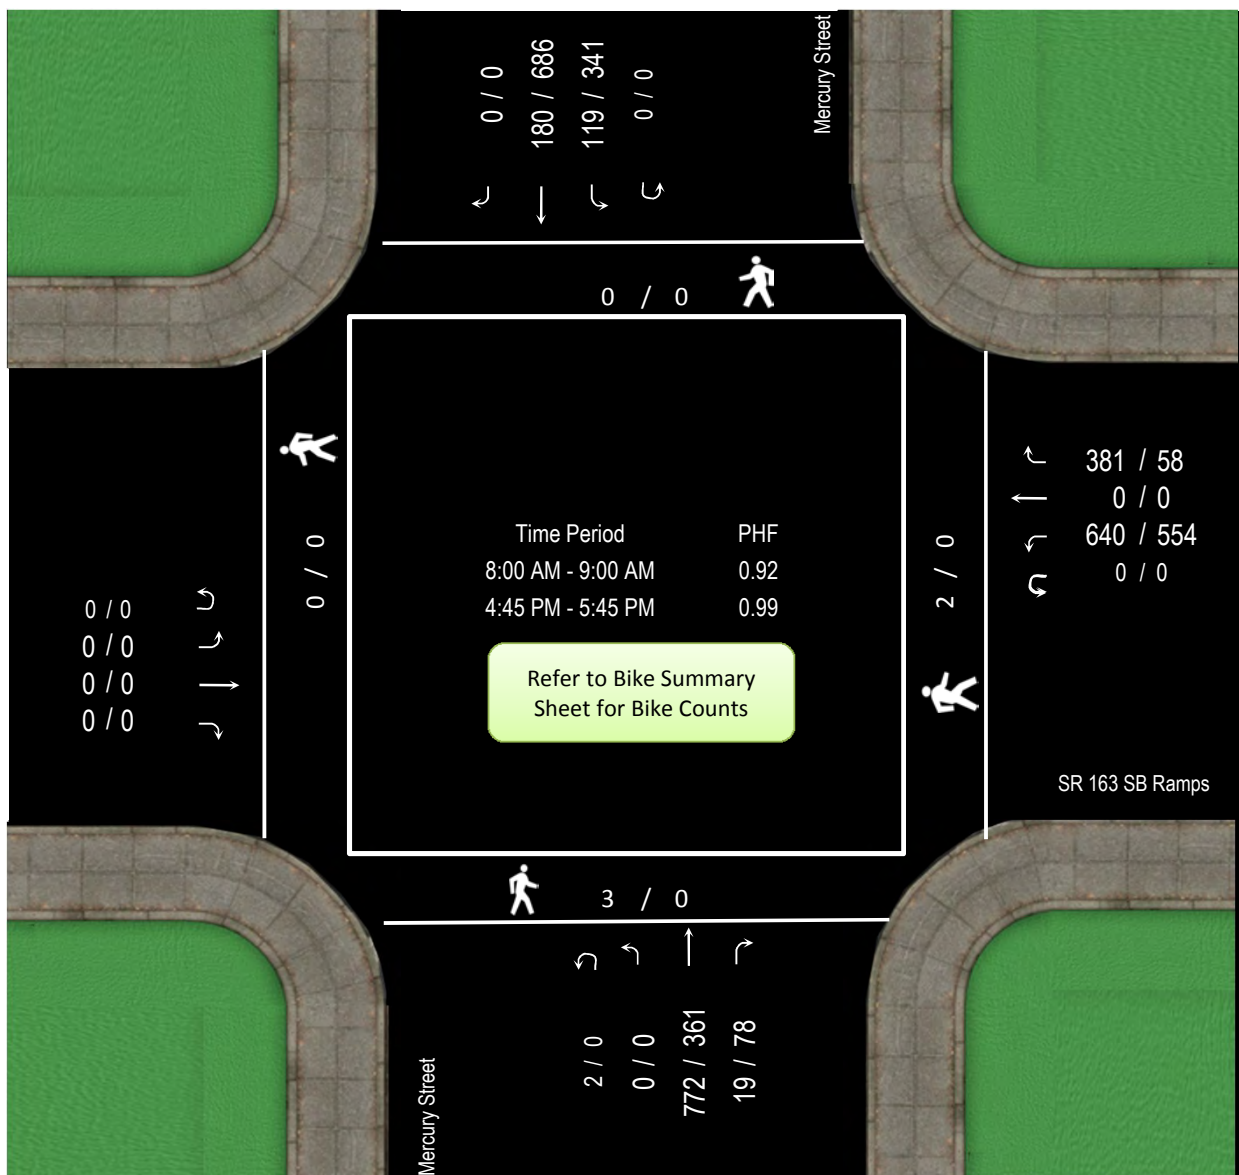 0 / 0
180 / 686
119 / 341
0 / 0
Mercury Street
0 / 0
0 / 0
0 / 0
0 / 0
0 / 0
0 / 0
Time Period PHF
8:00 AM - 9:00 AM 0.92
4:45 PM - 5:45 PM 0.99
Refer to Bike Summary
Sheet for Bike Counts
2 / 0
381 / 58
0 / 0
640 / 554
0 / 0
SR 163 SB Ramps
3 / 0
2 / 0
0 / 0
772 / 361
19 / 78
Mercury Street